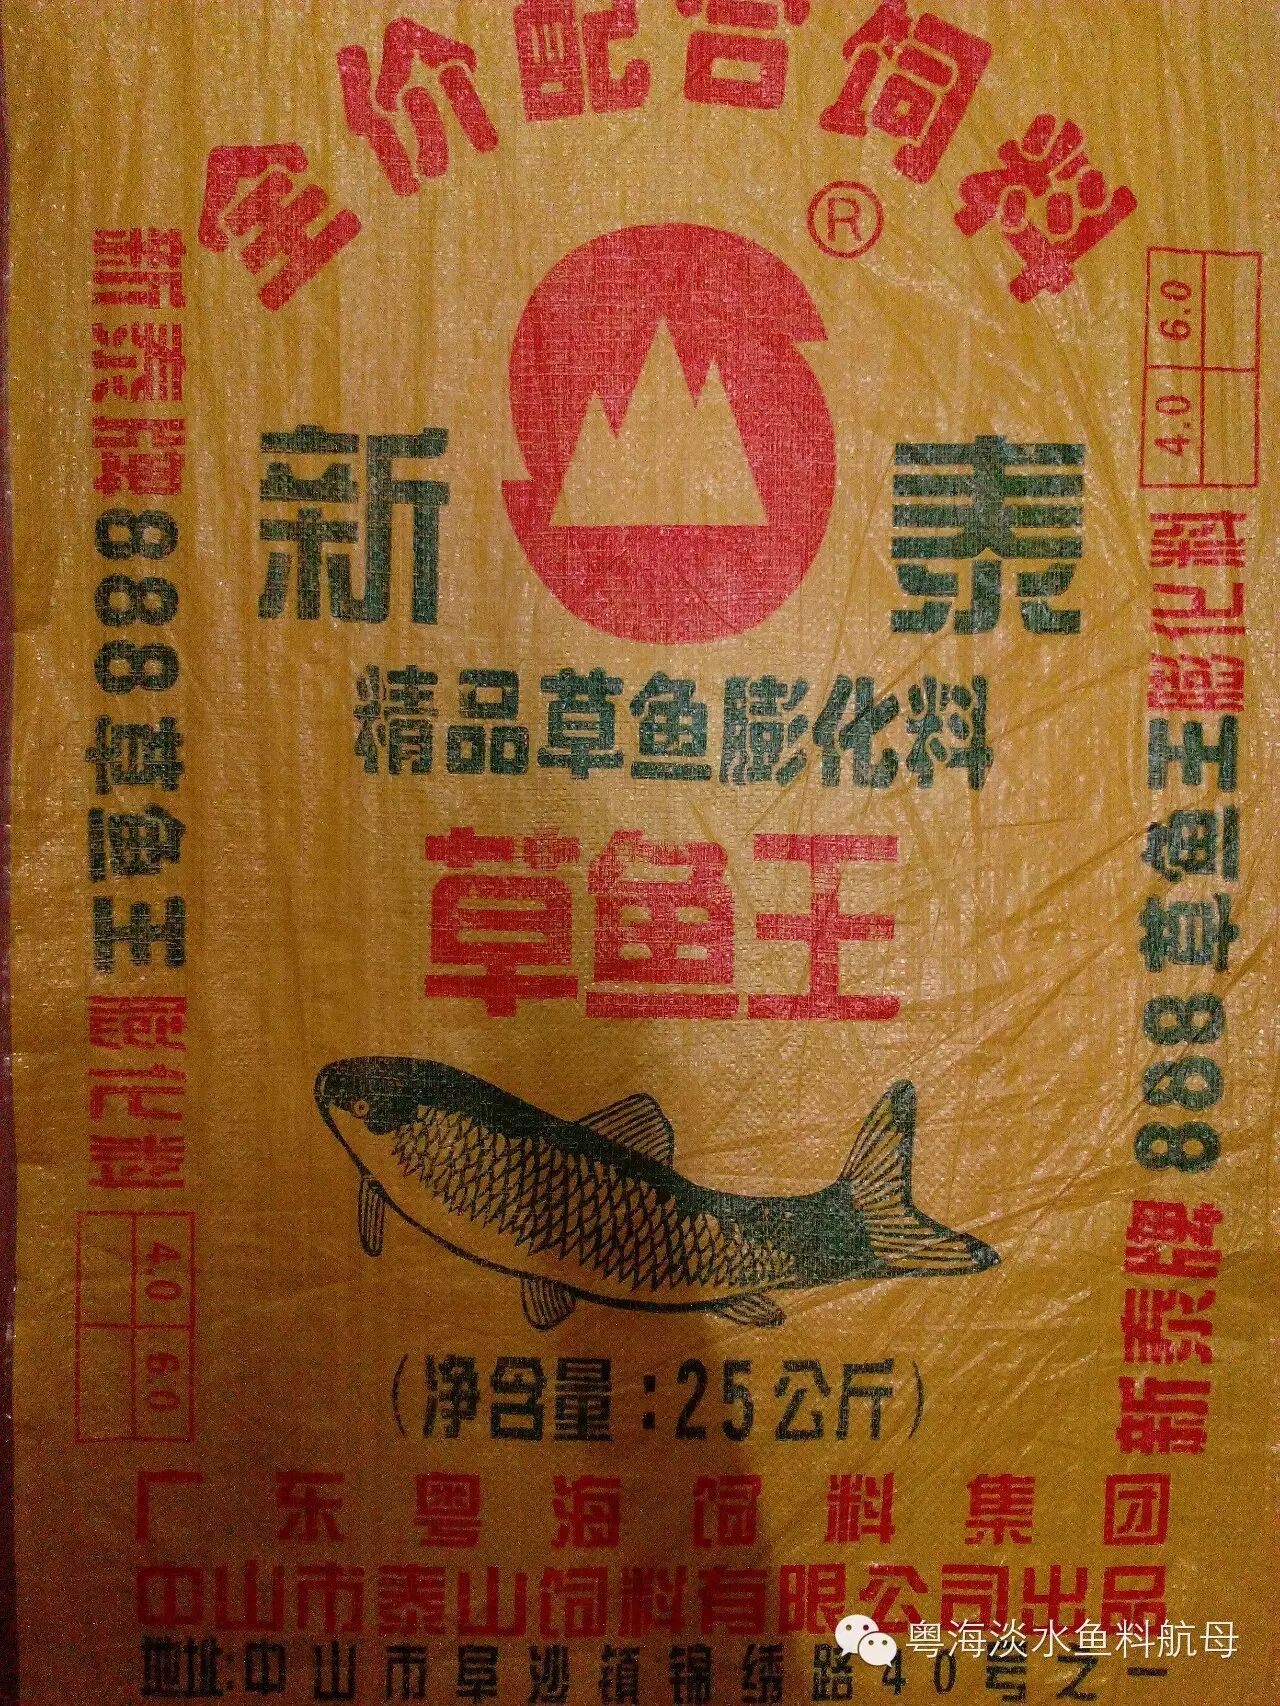 全价配合饲料
®
新 泰
精品草鱼膨化料
草鱼王
(净含量:25公斤)
广东粤海饲料集团
中山市泰山饲料有限公司出品
地址:中山市阜沙镇锦绣路40号之一
新泰牌888草鱼王膨化料
4.0 6.0
新泰牌888草鱼王膨化料
4.0 6.0
粤海淡水鱼料航母